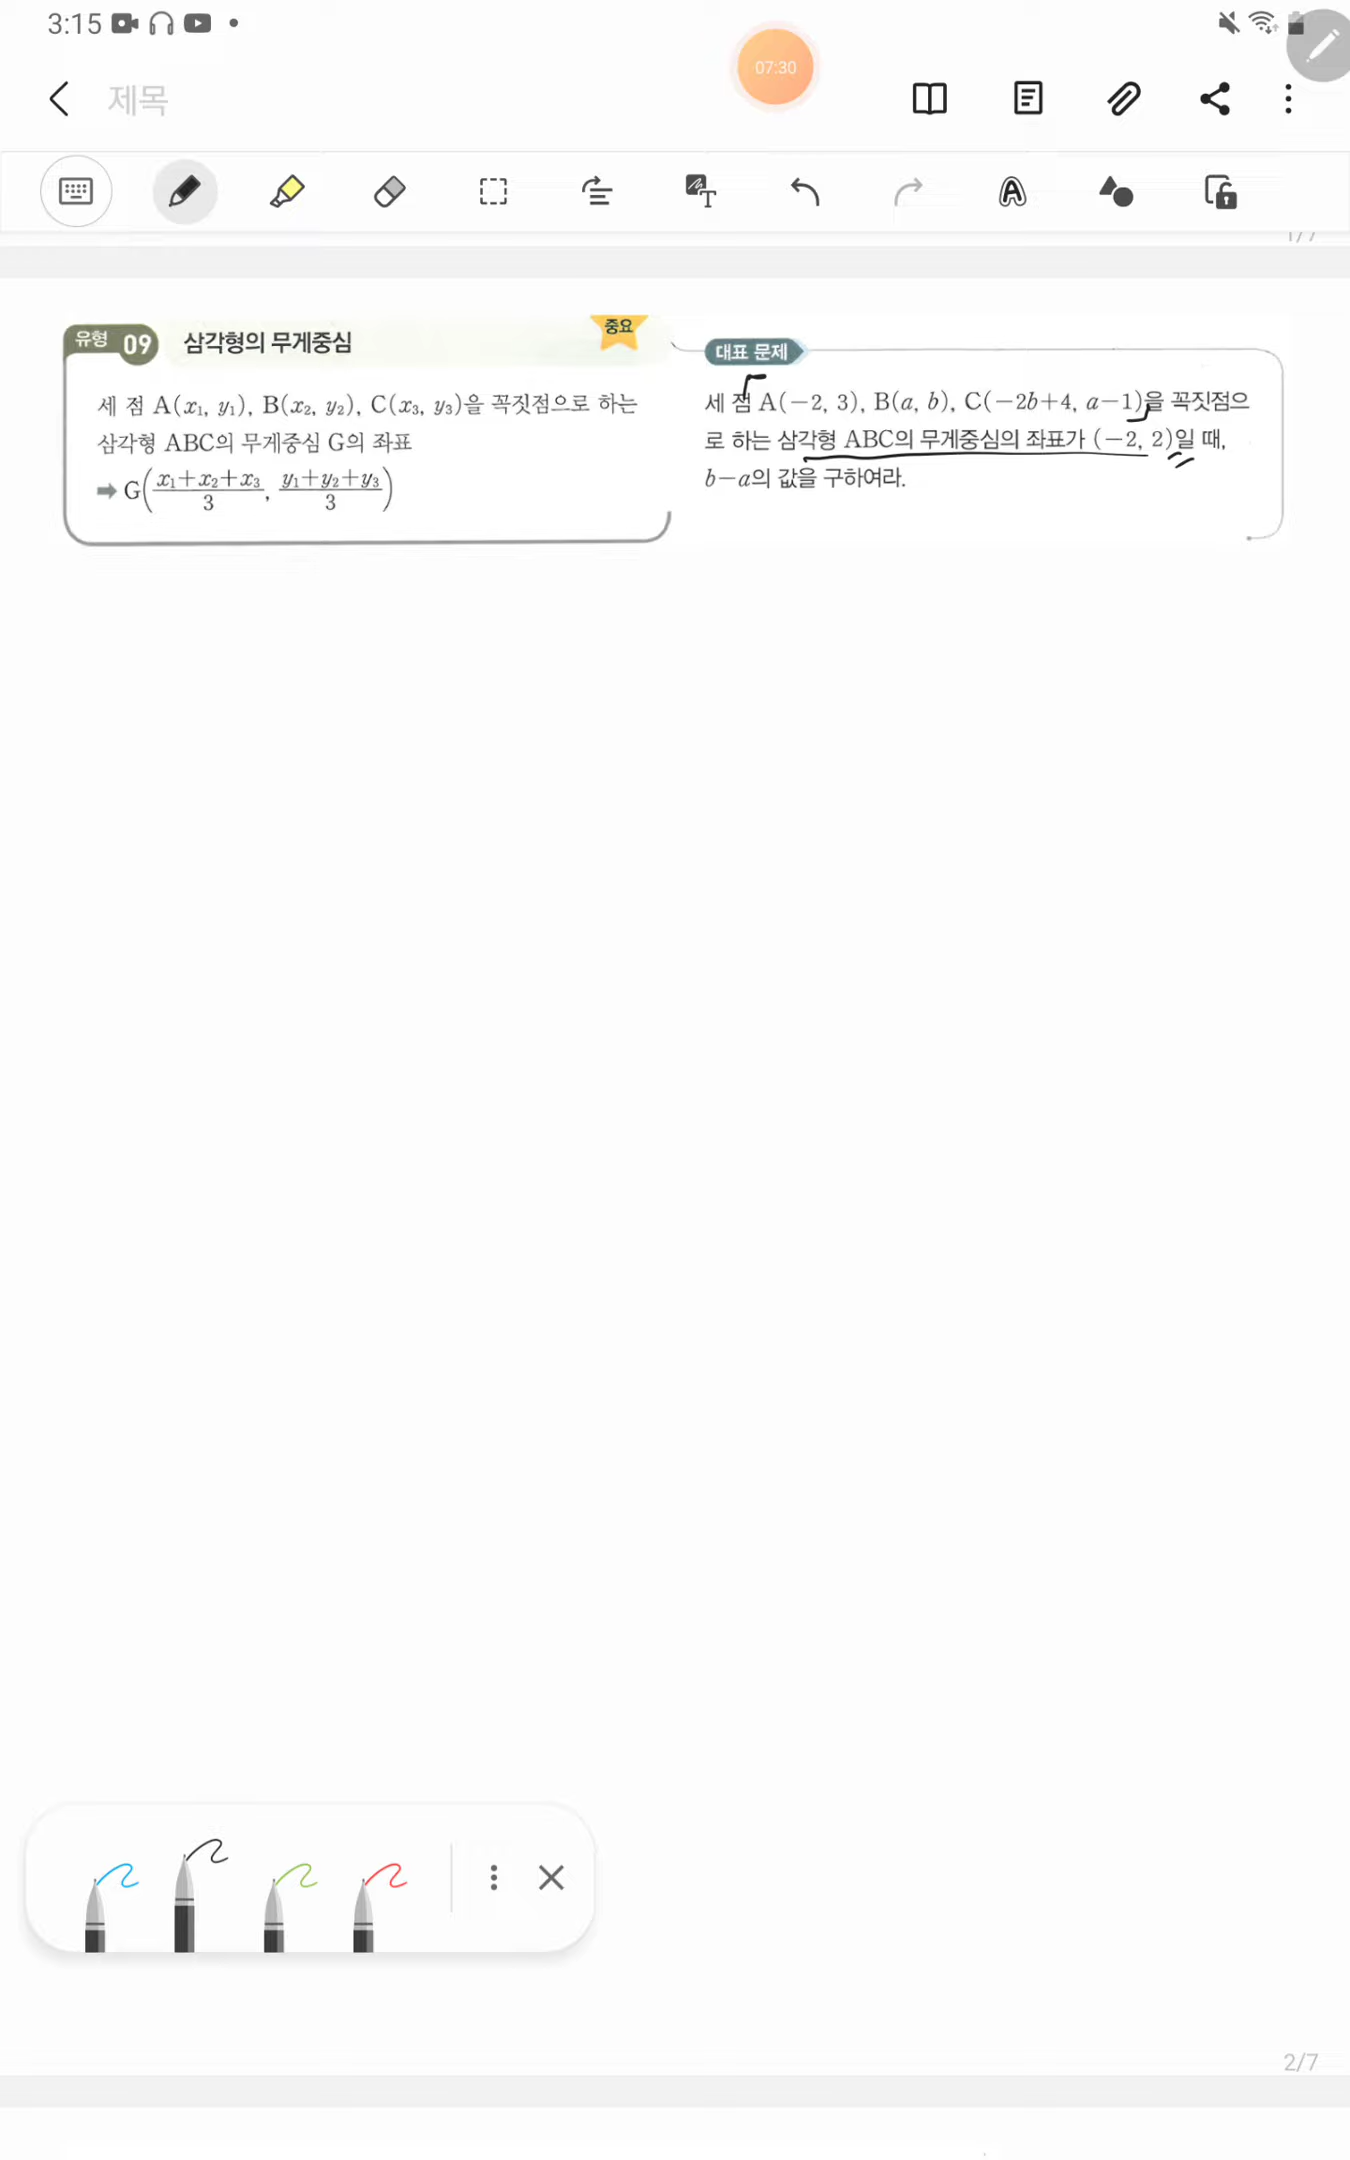 3:15
07:30
제목
1/7
유형 09 삼각형의 무게중심 중요
세 점 A(x₁, y₁), B(x₂, y₂), C(x₃, y₃)을 꼭짓점으로 하는
삼각형 ABC의 무게중심 G의 좌표
➡ G((x₁+x₂+x₃)/3, (y₁+y₂+y₃)/3)
대표 문제
세 점 A(−2, 3), B(a, b), C(−2b+4, a−1)을 꼭짓점으
로 하는 삼각형 ABC의 무게중심의 좌표가 (−2, 2)일 때,
b−a의 값을 구하여라.
2/7